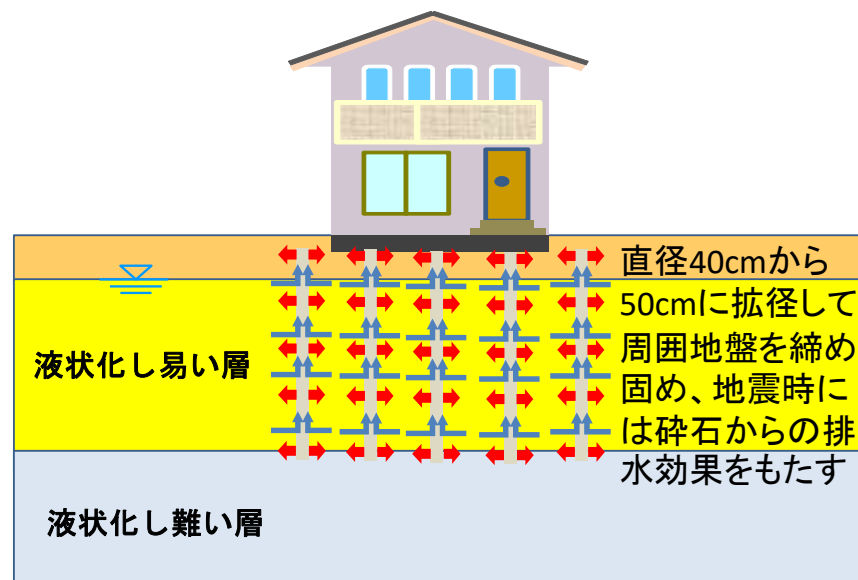 直径40cmから
50cmに拡径して
周囲地盤を締め
固め、地震時に
は砕石からの排
水効果をもたす
液状化し易い層
液状化し難い層